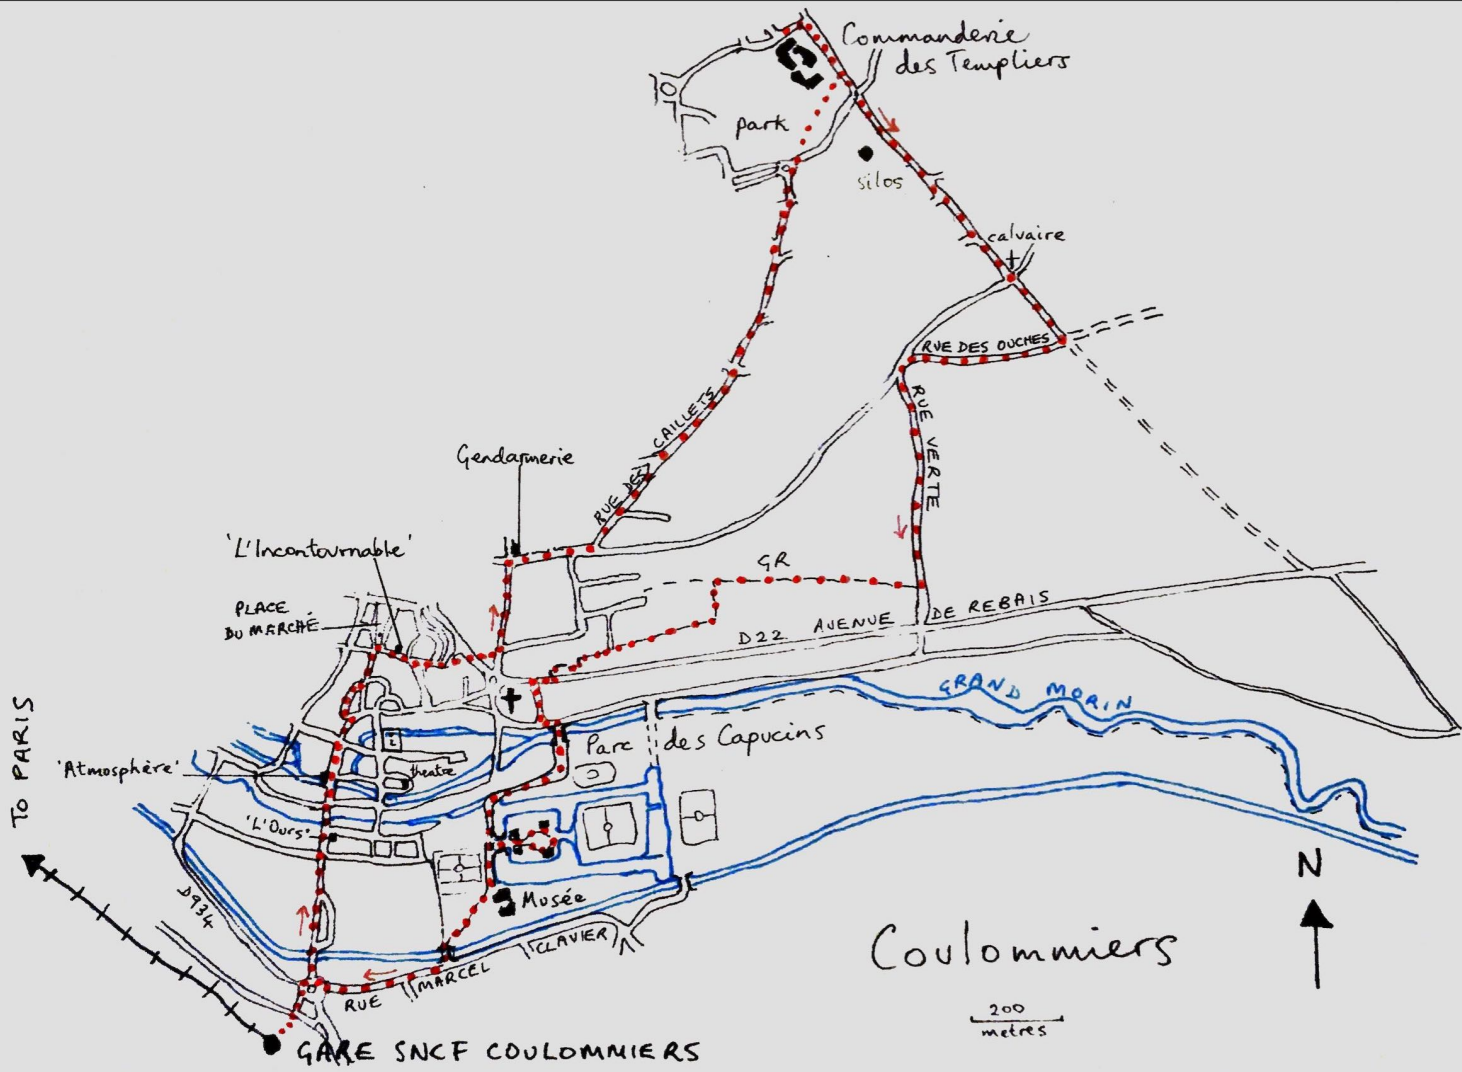 Commanderie
des Templiers
park
silos
calvaire
RUE DES OUCHES
RUE VERTE
RUE DES CAILLETS
Gendarmerie
'L'Incontournable'
PLACE
DU MARCHÉ
GR
D22 AVENUE DE REBAIS
GRAND MORIN
TO PARIS
'Atmosphère'
theatre
Parc des Capucins
'L'Ours'
D934
Musée
RUE MARCEL CLAVIER
Coulommiers
N
200
metres
GARE SNCF COULOMMIERS